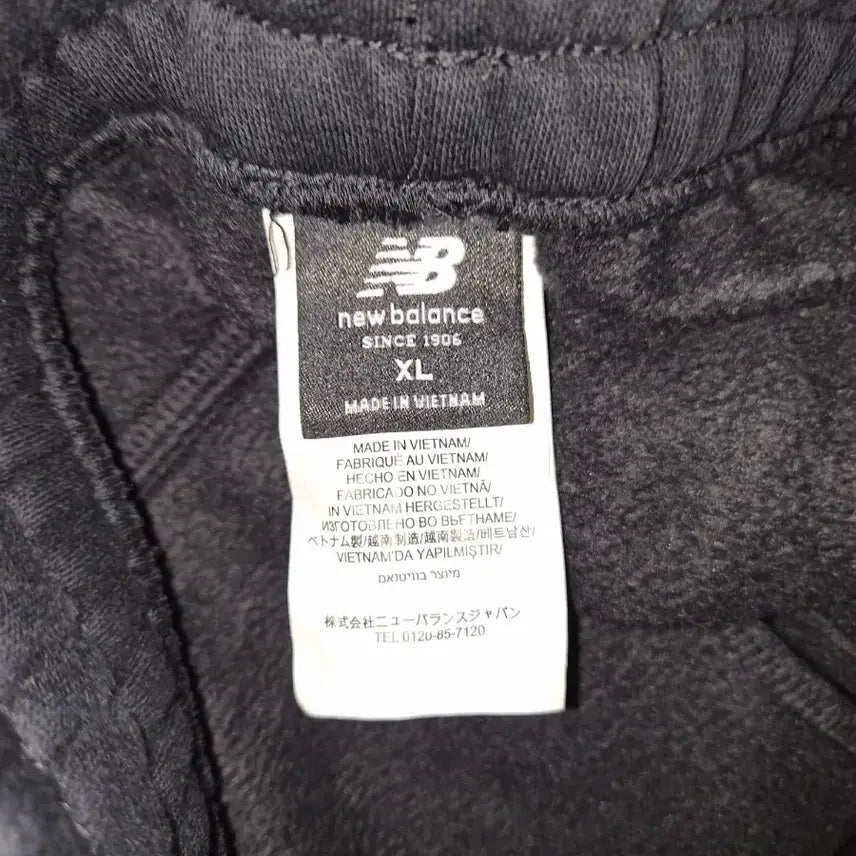 NB
new balance
SINCE 1906
XL
MADE IN VIETNAM
MADE IN VIETNAM/
FABRIQUÉ AU VIETNAM/
HECHO EN VIETNAM/
FABRICADO NO VIETNÃ/
IN VIETNAM HERGESTELLT/
ИЗГОТОВЛЕНО ВО ВЬЕТНАМЕ/
ベトナム製/越南制造/越南製造/베트남산/
VIETNAM'DA YAPILMIŞTIR/
מיוצר בוויטנאם
株式会社ニューバランスジャパン
TEL 0120-85-7120